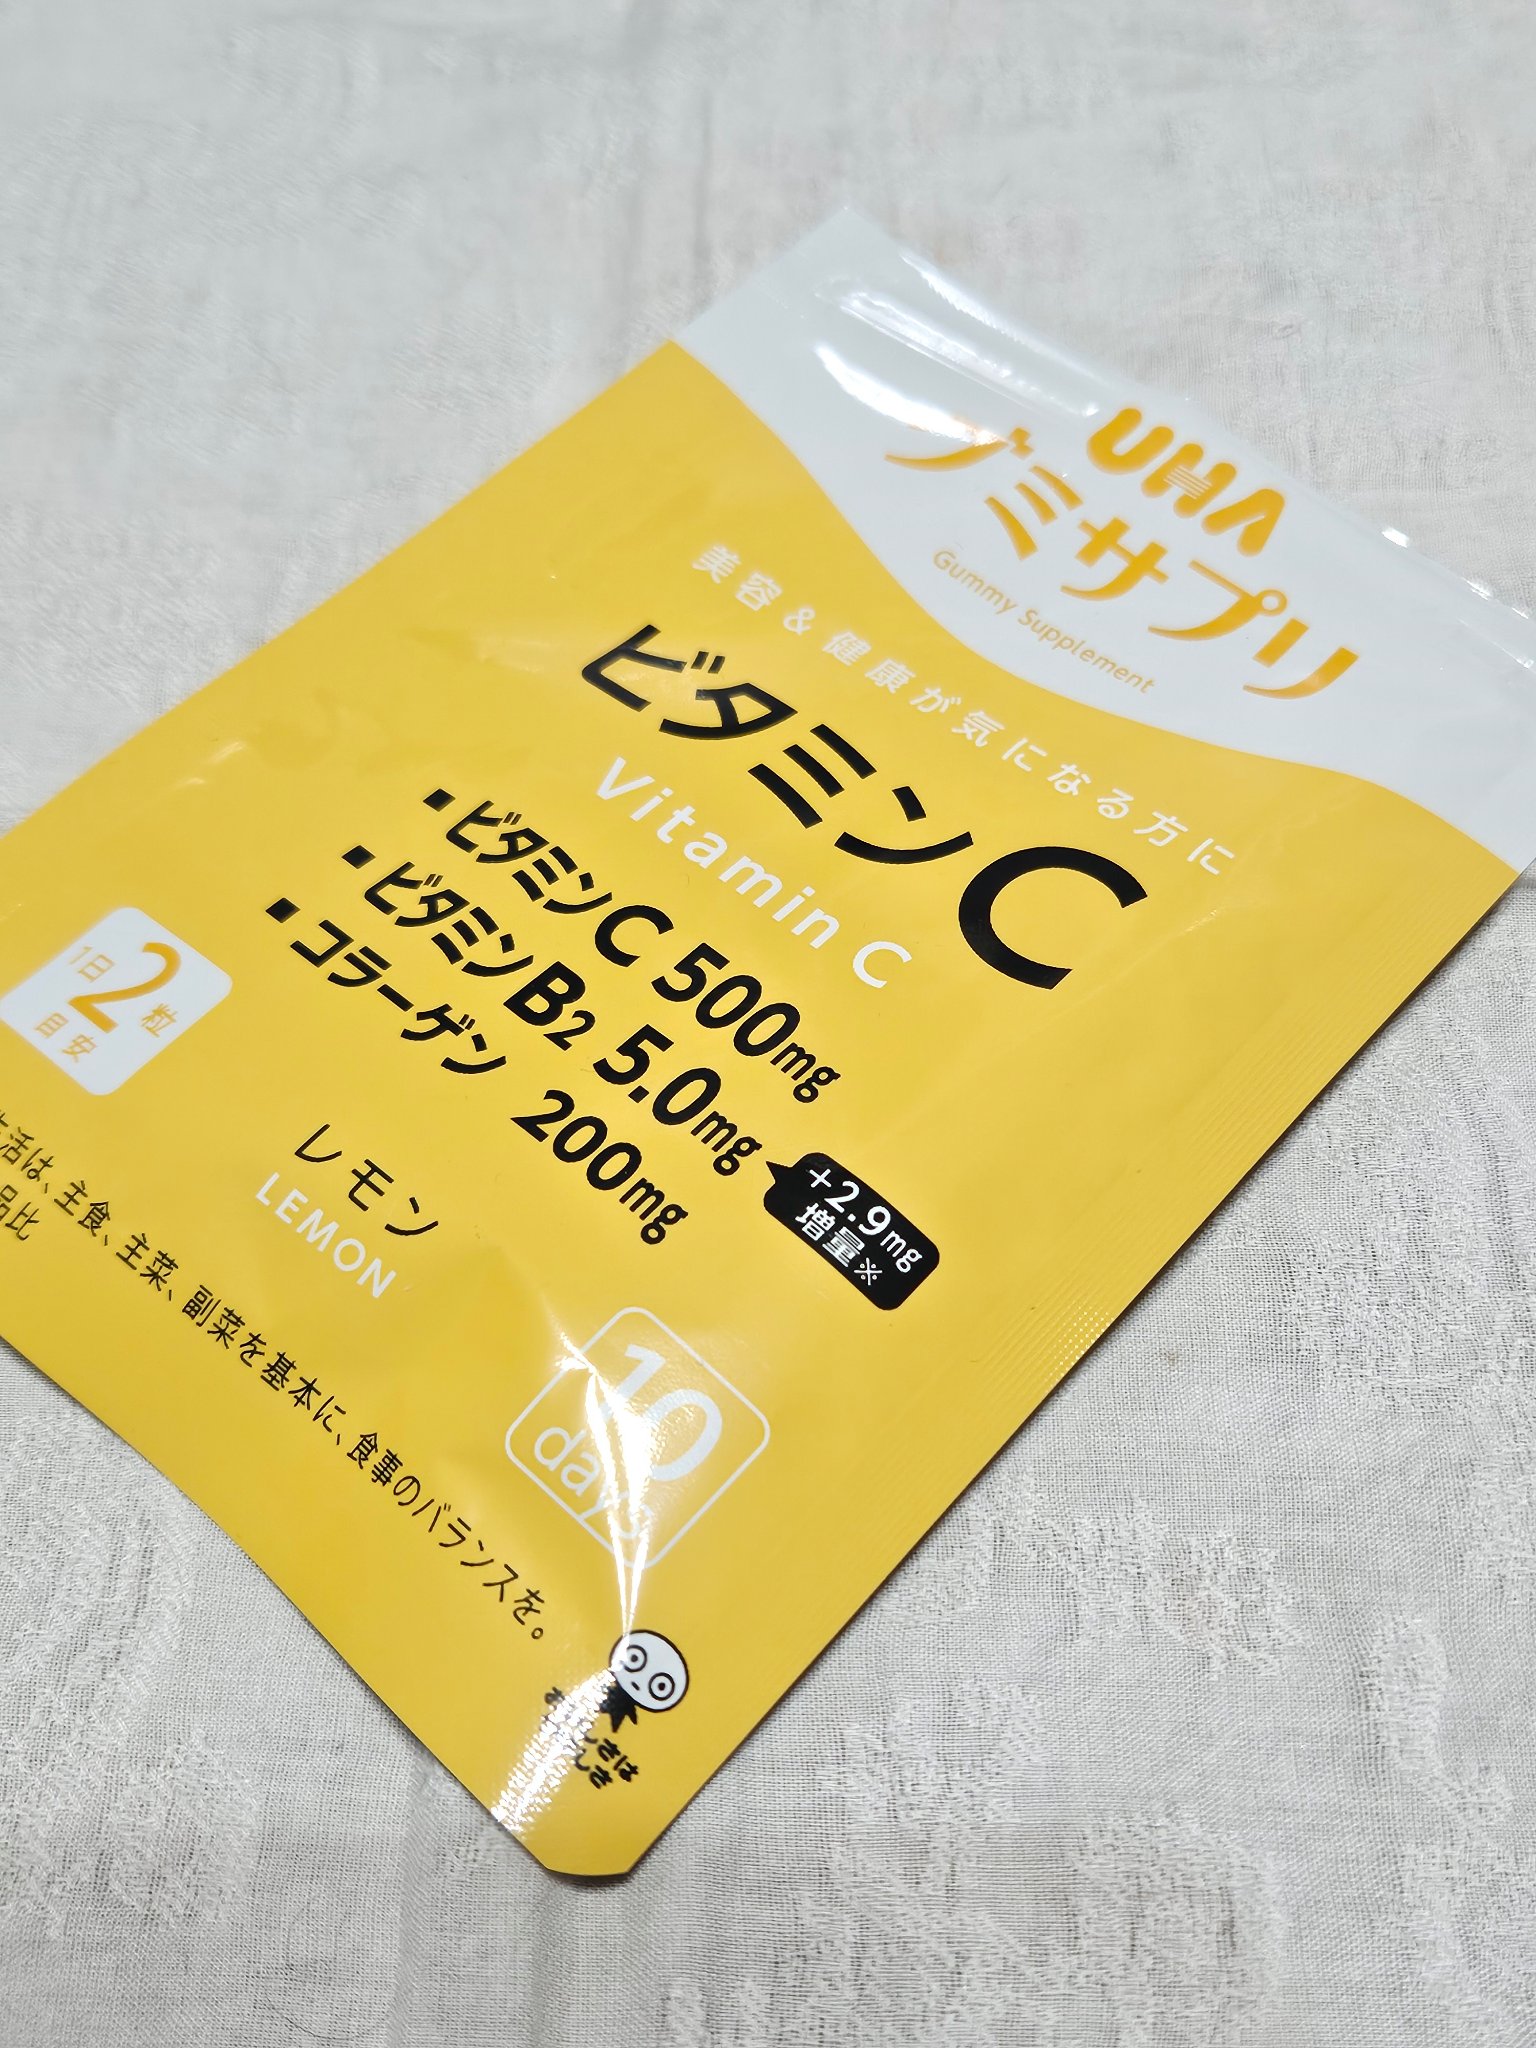 UHA
グミサプリ
Gummy Supplement
美容&健康が気になる方に
ビタミンC
Vitamin C
■ビタミンC 500mg
■ビタミンB2 5.0mg
+2.9mg
増量※
■コラーゲン 200mg
1日2粒
目安
レモン
LEMON
10
days
活は、主食、主菜、副菜を基本に、食事のバランスを。
品比